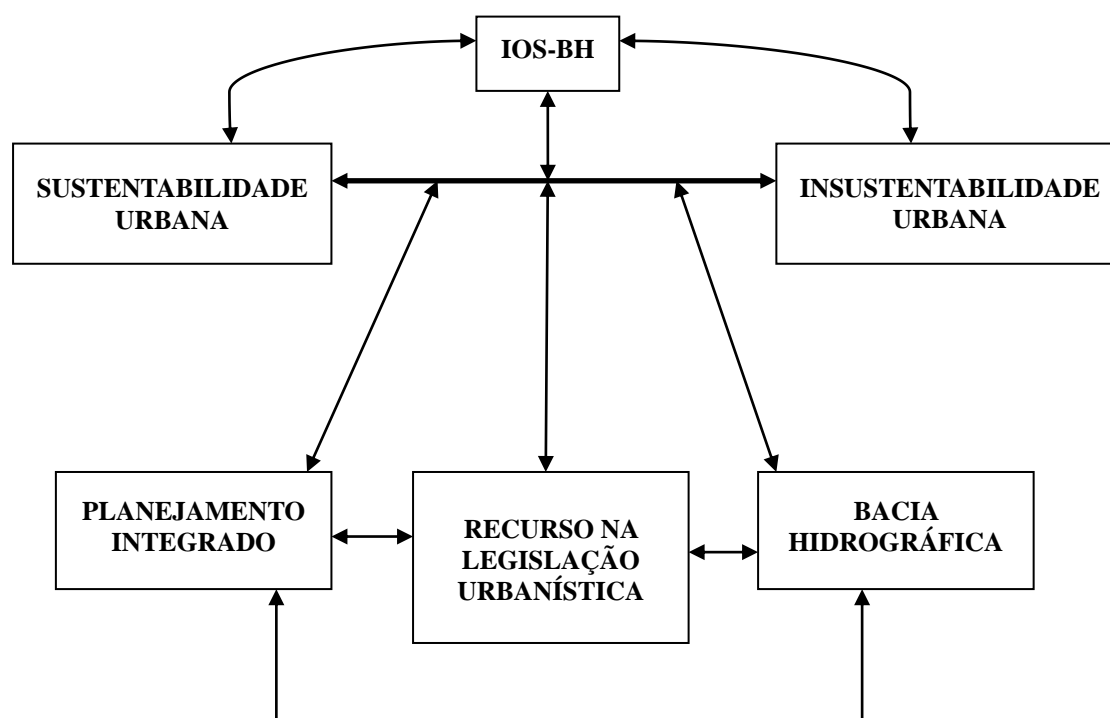 IOS-BH
SUSTENTABILIDADE
URBANA
INSUSTENTABILIDADE
URBANA
PLANEJAMENTO
INTEGRADO
RECURSO NA
LEGISLAÇÃO
URBANÍSTICA
BACIA
HIDROGRÁFICA